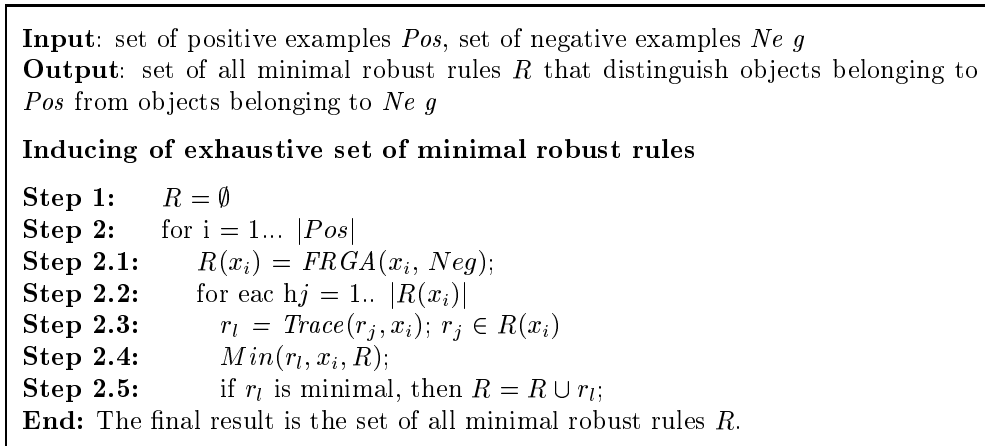 Input: set of positive examples Pos, set of negative examples Ne g
Output: set of all minimal robust rules R that distinguish objects belonging to
Pos from objects belonging to Ne g
Inducing of exhaustive set of minimal robust rules
Step 1: R = ∅
Step 2: for i = 1... |Pos|
Step 2.1: R(x_i) = FRGA(x_i, Neg);
Step 2.2: for eac hj = 1.. |R(x_i)|
Step 2.3: r_l = Trace(r_j, x_i); r_j ∈ R(x_i)
Step 2.4: Min(r_l, x_i, R);
Step 2.5: if r_l is minimal, then R = R ∪ r_l;
End: The final result is the set of all minimal robust rules R.